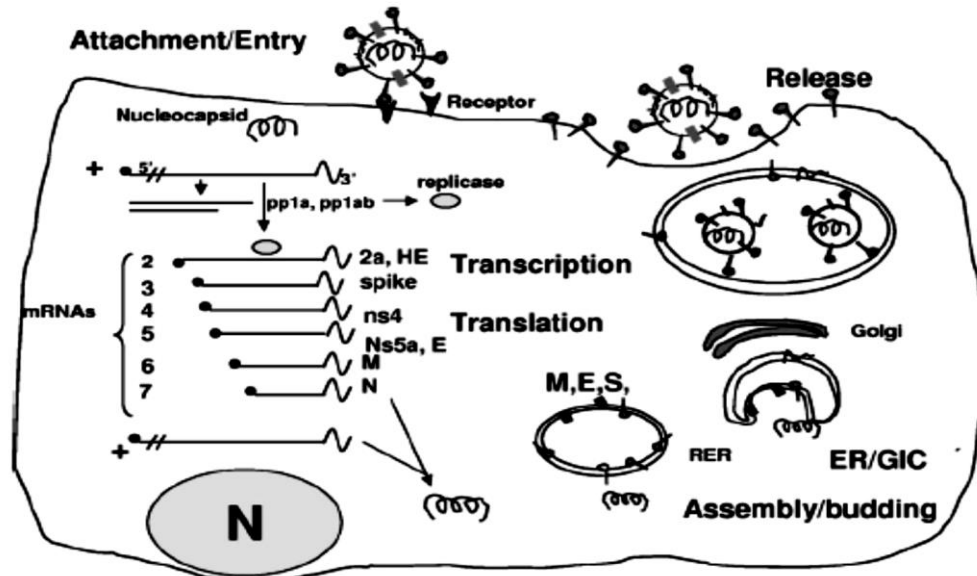 Attachment/Entry
Release
Receptor
Nucleocapsid
+ 5' 3'
replicase
pp1a, pp1ab
2 2a, HE
Transcription
3 spike
mRNAs
4 ns4
Translation
5 Ns5a, E
6 M
7 N
Golgi
M,E,S,
RER
ER/GIC
+
Assembly/budding
N